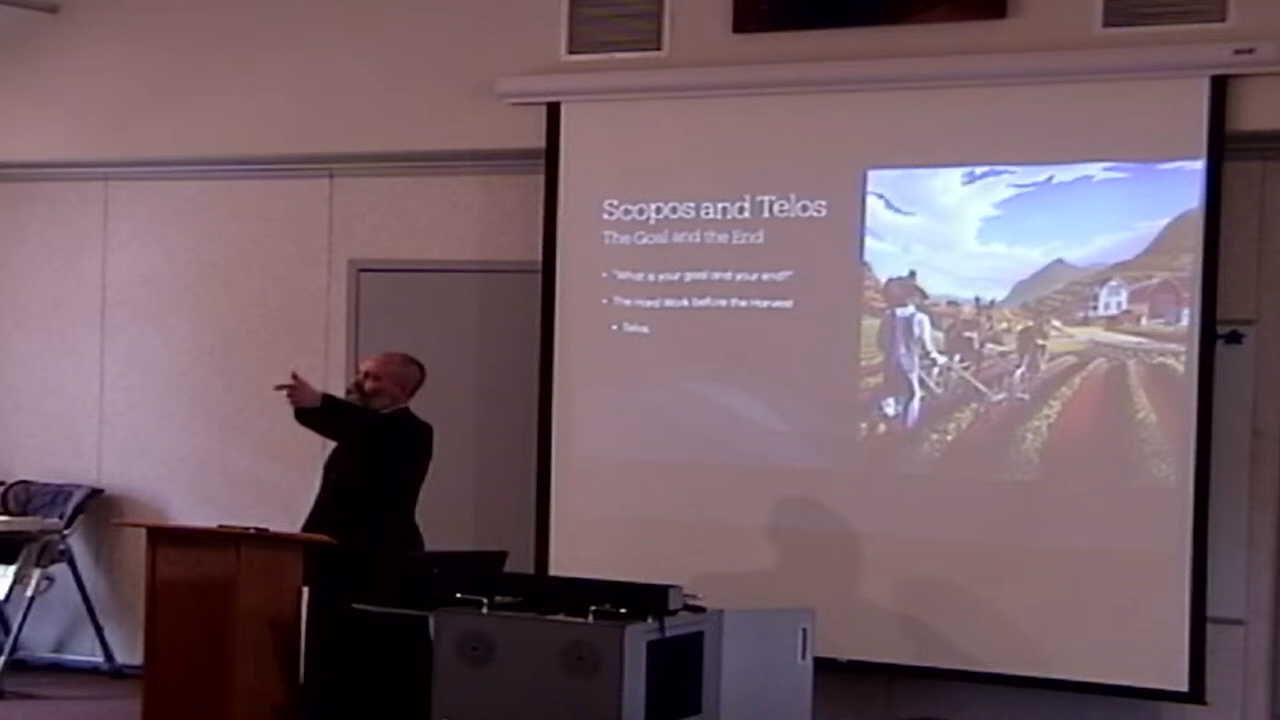 Scopos and Telos
The Goal and the End
• "What is your goal and your end?"
• The Hard Work before the Harvest
• Telos